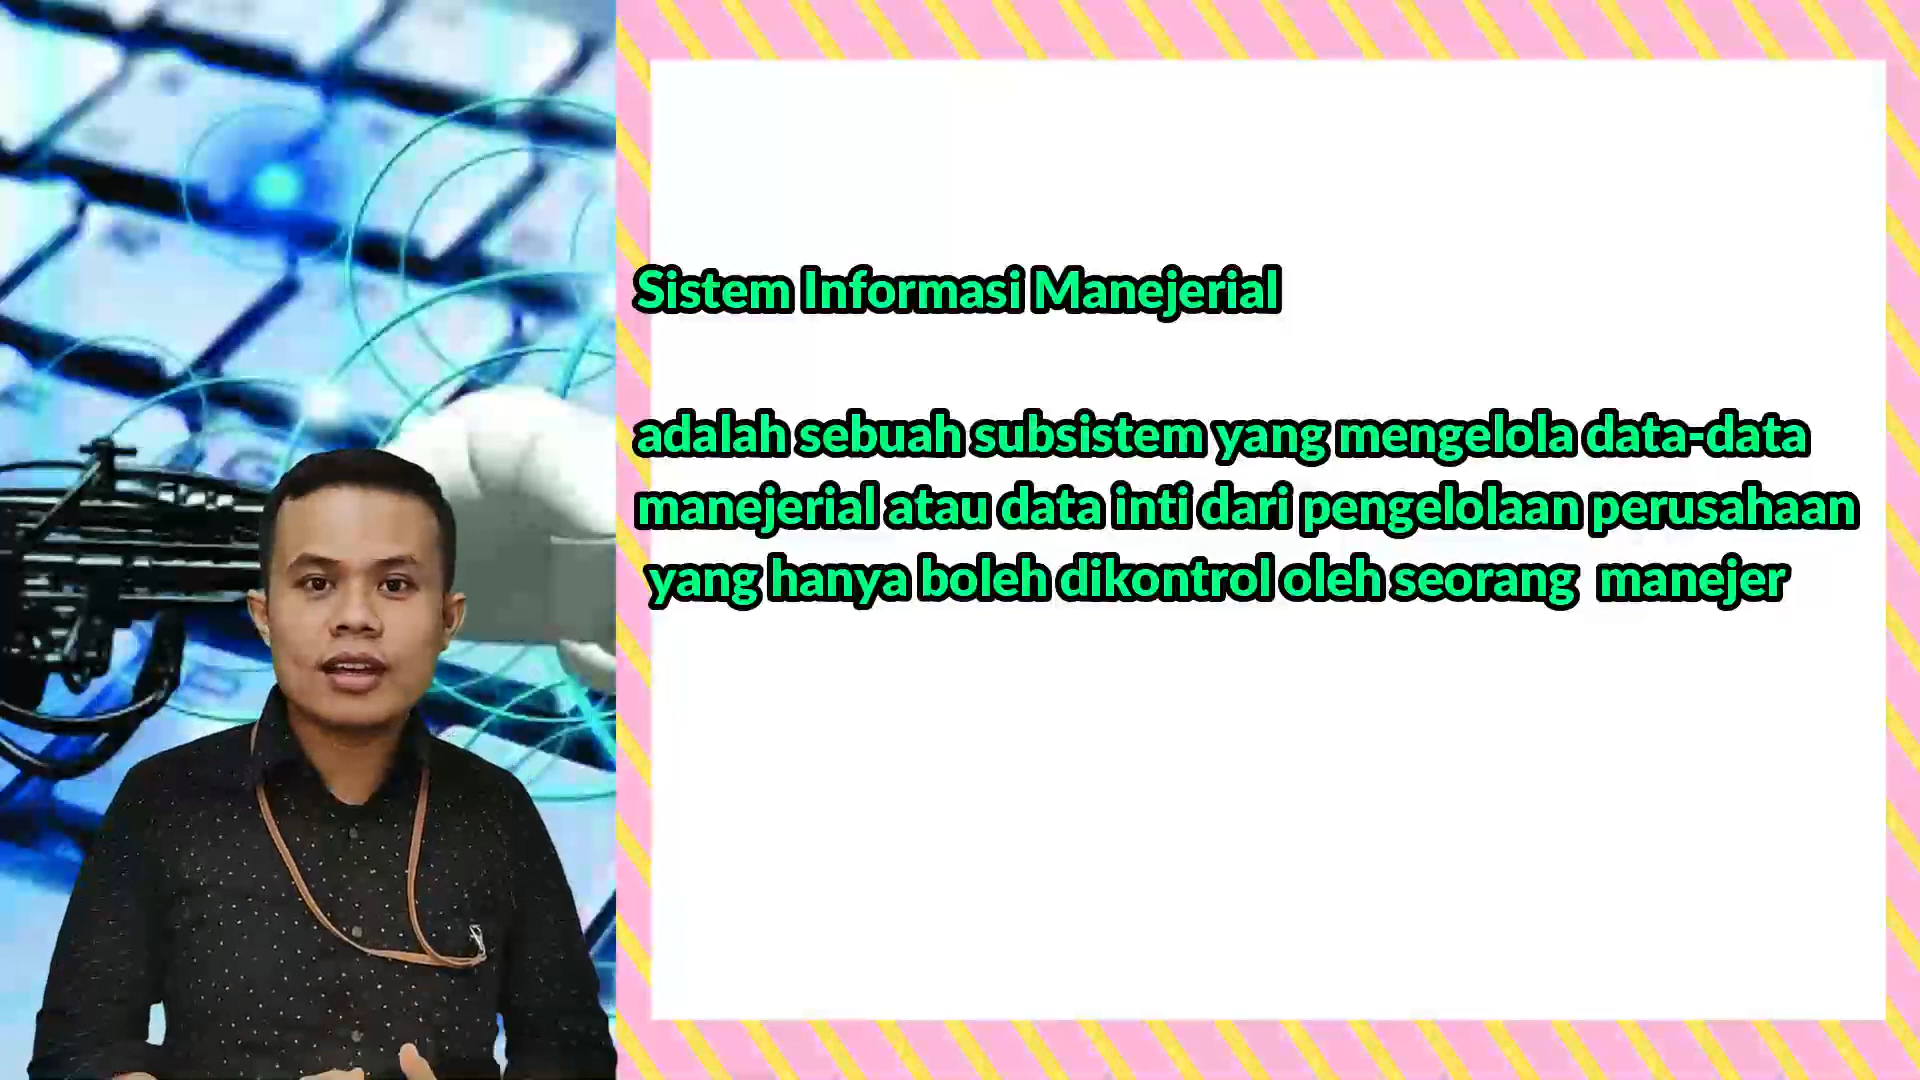 Sistem Informasi Manejerial
adalah sebuah subsistem yang mengelola data-data
manejerial atau data inti dari pengelolaan perusahaan
yang hanya boleh dikontrol oleh seorang manejer